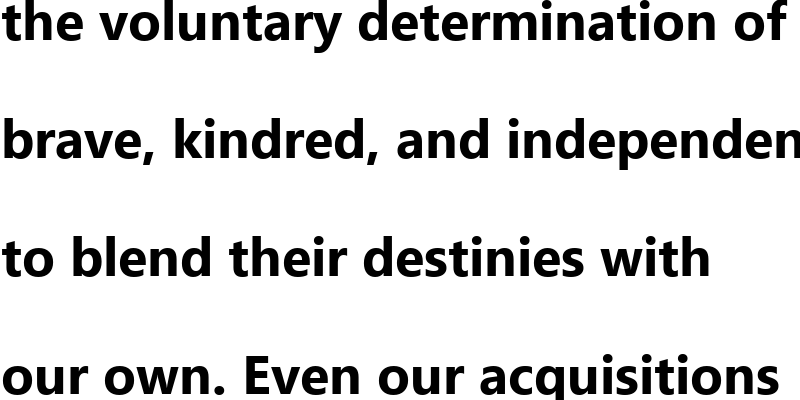 the voluntary determination of
brave, kindred, and independen
to blend their destinies with
our own. Even our acquisitions